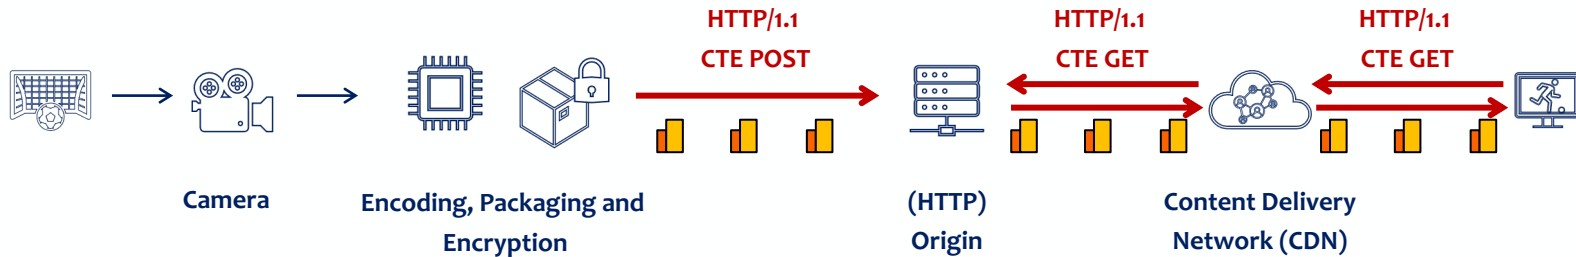 HTTP/1.1
CTE POST
HTTP/1.1
CTE GET
HTTP/1.1
CTE GET
Camera
Encoding, Packaging and
Encryption
(HTTP)
Origin
Content Delivery
Network (CDN)